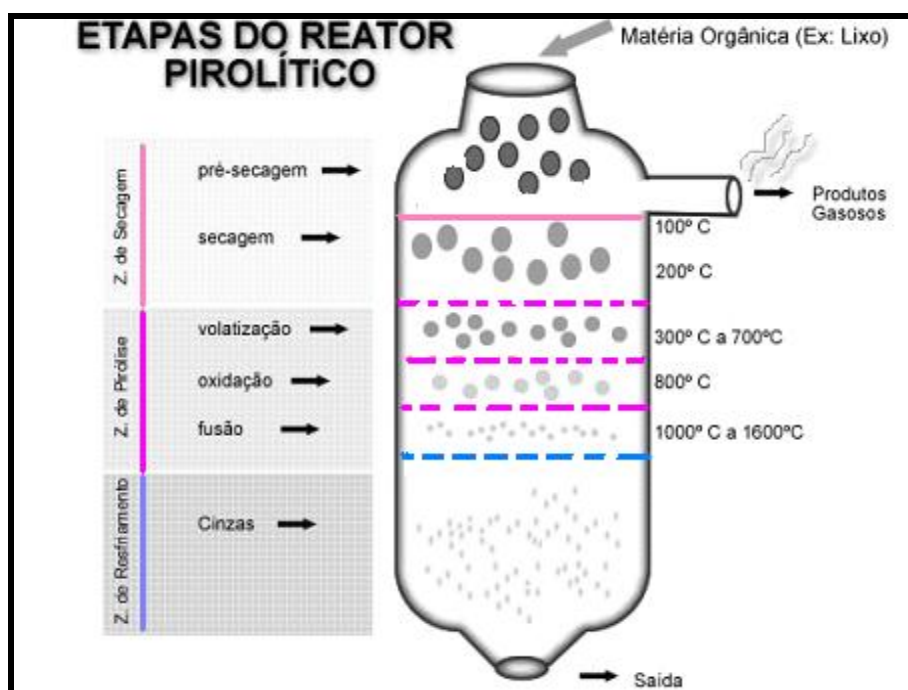 ETAPAS DO REATOR
PIROLÍTiCO
Matéria Orgânica (Ex: Lixo)
Z. de Secagem
pré-secagem
secagem
Produtos
Gasosos
100º C
200º C
Z. de Pirólise
volatização
oxidação
fusão
300º C a 700ºC
800º C
1000º C a 1600ºC
Z. de Resfriamento
Cinzas
Saída